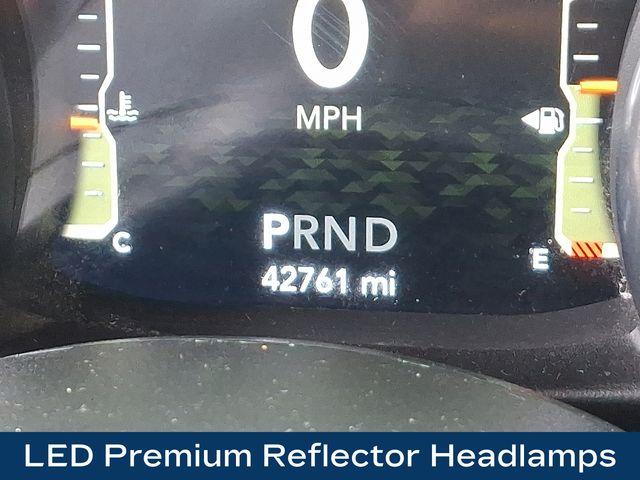 0
MPH
PRND
C
E
42761 mi
LED Premium Reflector Headlamps